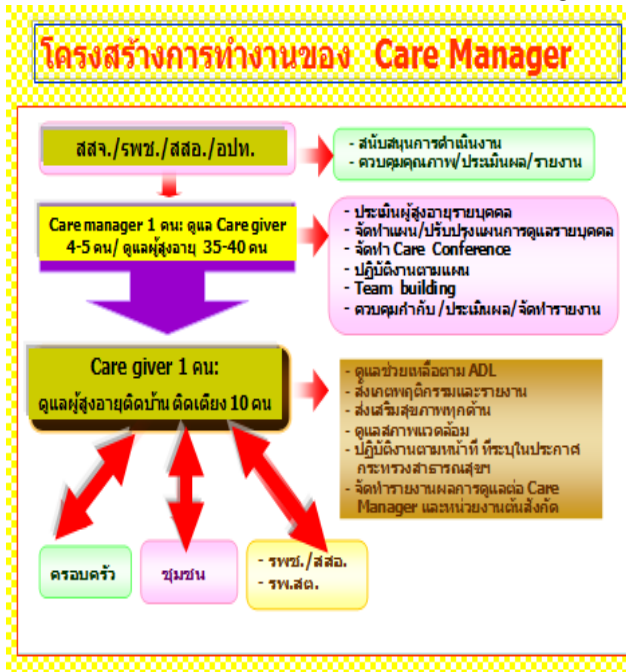 โครงสร้างการทำงานของ Care Manager
สสจ./รพช./สสอ./อปท.
- สนับสนุนการดำเนินงาน
- ควบคุมคุณภาพ/ประเมินผล/รายงาน
Care manager 1 คน: ดูแล Care giver
4-5 คน/ ดูแลผู้สูงอายุ 35-40 คน
- ประเมินผู้สูงอายุรายบุคคล
- จัดทำแผน/ปรับปรุงแผนการดูแลรายบุคคล
- จัดทำ Care Conference
- ปฏิบัติงานตามแผน
- Team building
- ควบคุมกำกับ /ประเมินผล/จัดทำรายงาน
Care giver 1 คน:
ดูแลผู้สูงอายุติดบ้าน ติดเตียง 10 คน
- ดูแลช่วยเหลือตาม ADL
- สังเกตพฤติกรรมและรายงาน
- ส่งเสริมสุขภาพทุกด้าน
- ดูแลสภาพแวดล้อม
- ปฏิบัติงานตามหน้าที่ ที่ระบุในประกาศ
กระทรวงสาธารณสุขฯ
- จัดทำรายงานผลการดูแลต่อ Care
Manager และหน่วยงานต้นสังกัด
ครอบครัว
ชุมชน
- รพช./สสอ.
- รพ.สต.